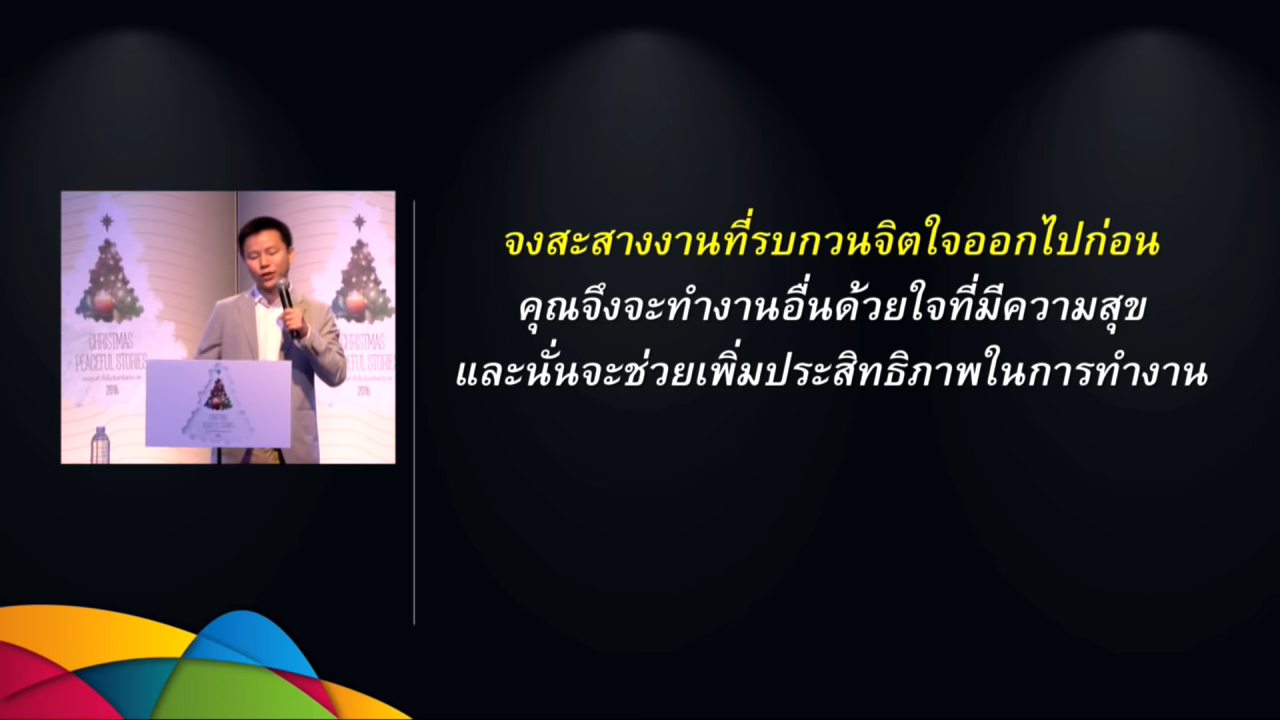 จงสะสางงานที่รบกวนจิตใจออกไปก่อน
คุณจึงจะทำงานอื่นด้วยใจที่มีความสุข
และนั่นจะช่วยเพิ่มประสิทธิภาพในการทำงาน
CHRISTMAS
PEACEFUL STORIES
2016